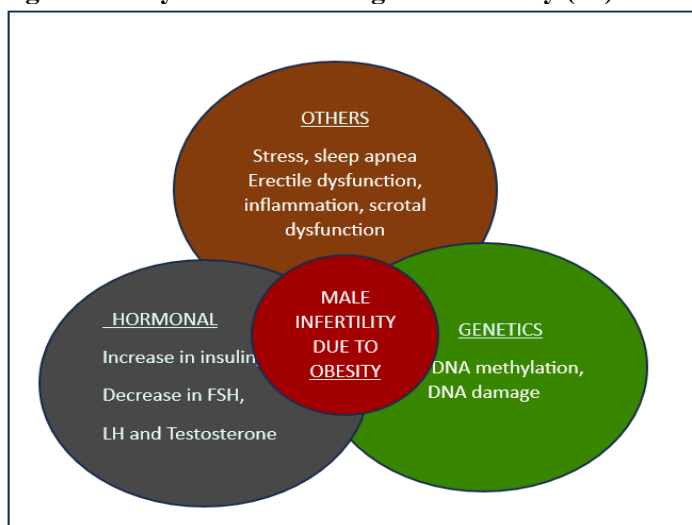 OTHERS
Stress, sleep apnea
Erectile dysfunction,
inflammation, scrotal
dysfunction
MALE
INFERTILITY
DUE TO
OBESITY
HORMONAL
Increase in insulin,
Decrease in FSH,
LH and Testosterone
GENETICS
DNA methylation,
DNA damage